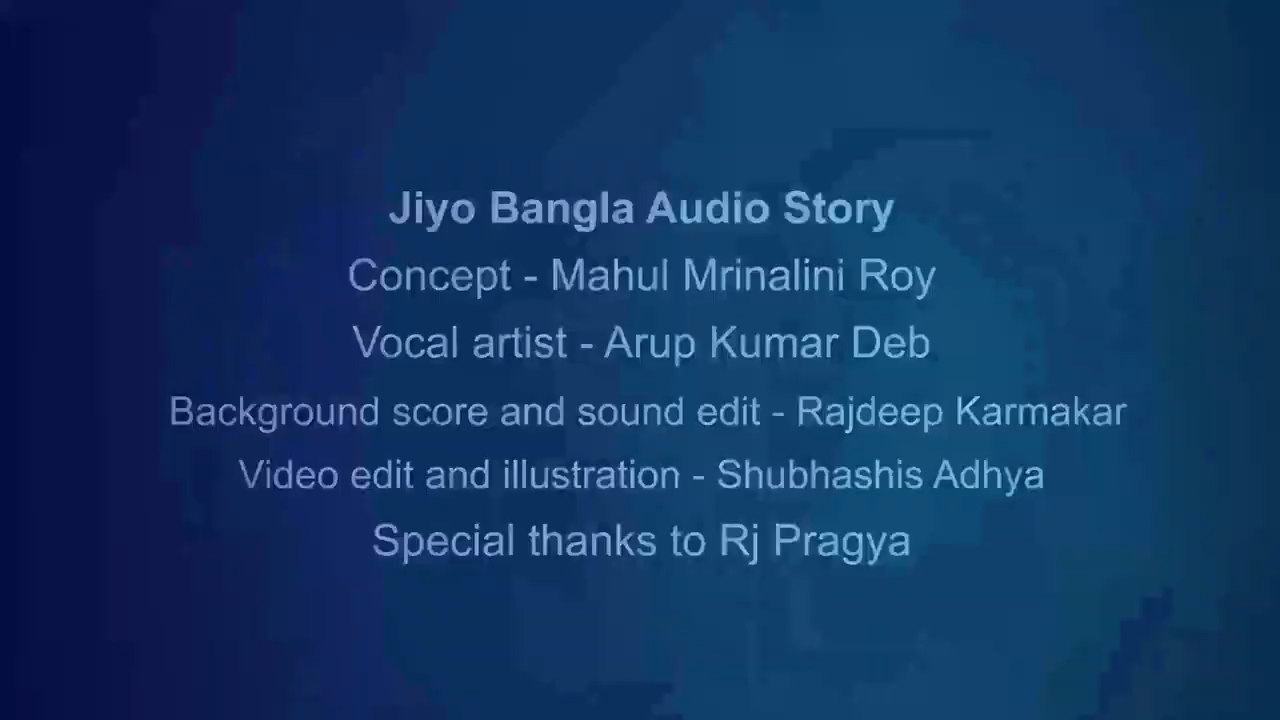 Jiyo Bangla Audio Story
Concept - Mahul Mrinalini Roy
Vocal artist - Arup Kumar Deb
Background score and sound edit - Rajdeep Karmakar
Video edit and illustration - Shubhashis Adhya
Special thanks to Rj Pragya